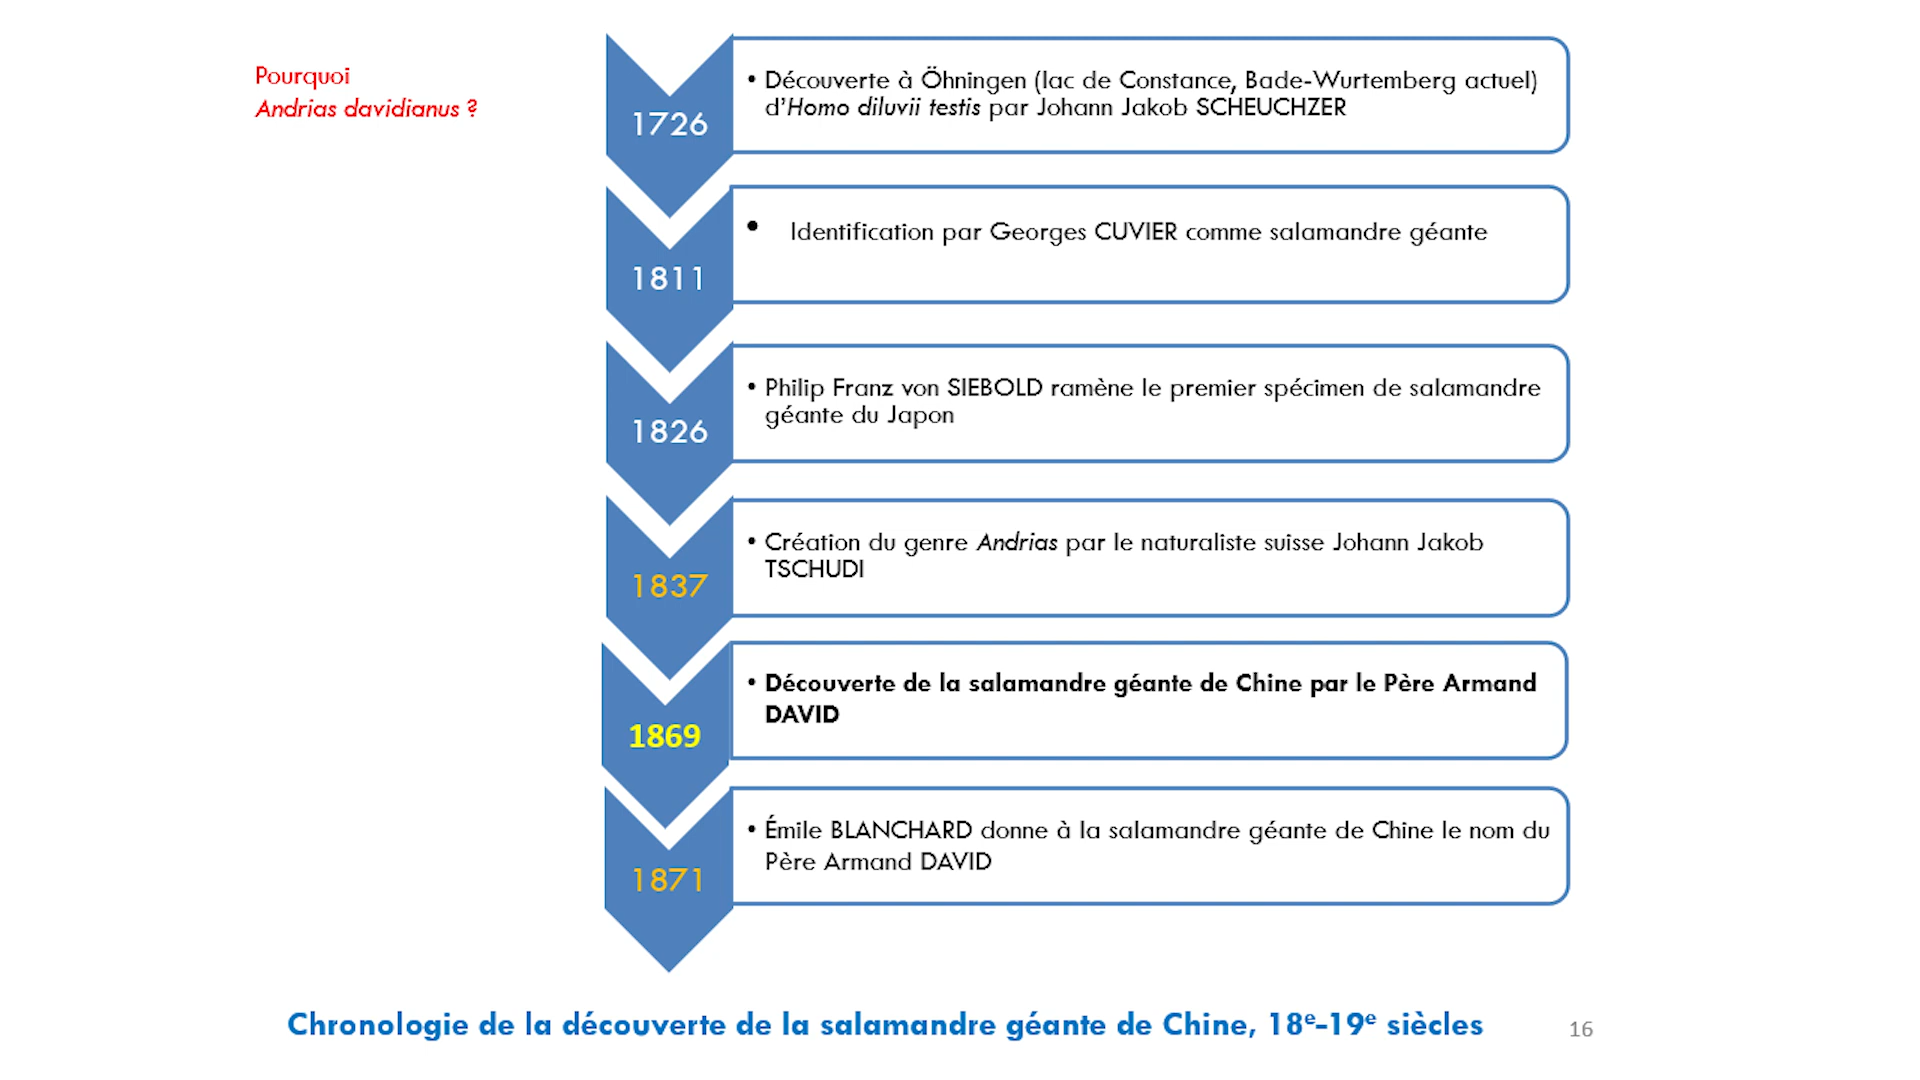 Pourquoi
Andrias davidianus ?
1726
• Découverte à Öhningen (lac de Constance, Bade-Wurtemberg actuel)
d'Homo diluvii testis par Johann Jakob SCHEUCHZER
1811
• Identification par Georges CUVIER comme salamandre géante
1826
• Philip Franz von SIEBOLD ramène le premier spécimen de salamandre
géante du Japon
1837
• Création du genre Andrias par le naturaliste suisse Johann Jakob
TSCHUDI
1869
• Découverte de la salamandre géante de Chine par le Père Armand
DAVID
1871
• Émile BLANCHARD donne à la salamandre géante de Chine le nom du
Père Armand DAVID
Chronologie de la découverte de la salamandre géante de Chine, 18e-19e siècles
16